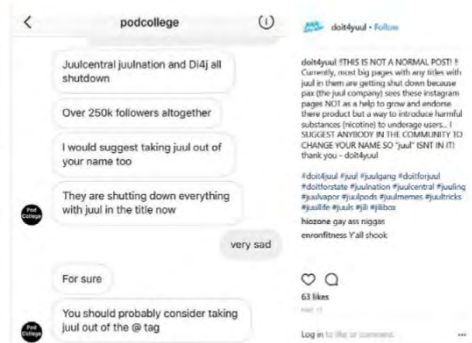 podcollege
Juulcentral juulnation and Di4j all
shutdown
Over 250k followers altogether
I would suggest taking juul out of
your name too
They are shutting down everything
with juul in the title now
Pod
College
very sad
For sure
You should probably consider taking
juul out of the @ tag
Pod
College
doit4yuul • Follow
doit4yuul !!THIS IS NOT A NORMAL POST! !!
Currently, most big pages with any titles with
juul in them are getting shut down because
pax (the juul company) sees these instagram
pages NOT as a help to grow and endorse
there product but a way to introduce harmful
substances (nicotine) to underage users... I
SUGGEST ANYBODY IN THE COMMUNITY TO
CHANGE YOUR NAME SO "juul" ISNT IN IT!
thank you - doit4yuul
#doit4juul #juul #juulgang #doitforjuul
#doitforstate #juulnation #juulcentral #juuling
#juulvapor #juulpods #juulmemes #juultricks
#juullife #juuls #jili #jilibox
hiozone gay ass niggas
envronfitness Y'all shook
63 likes
Log in to like or comment.